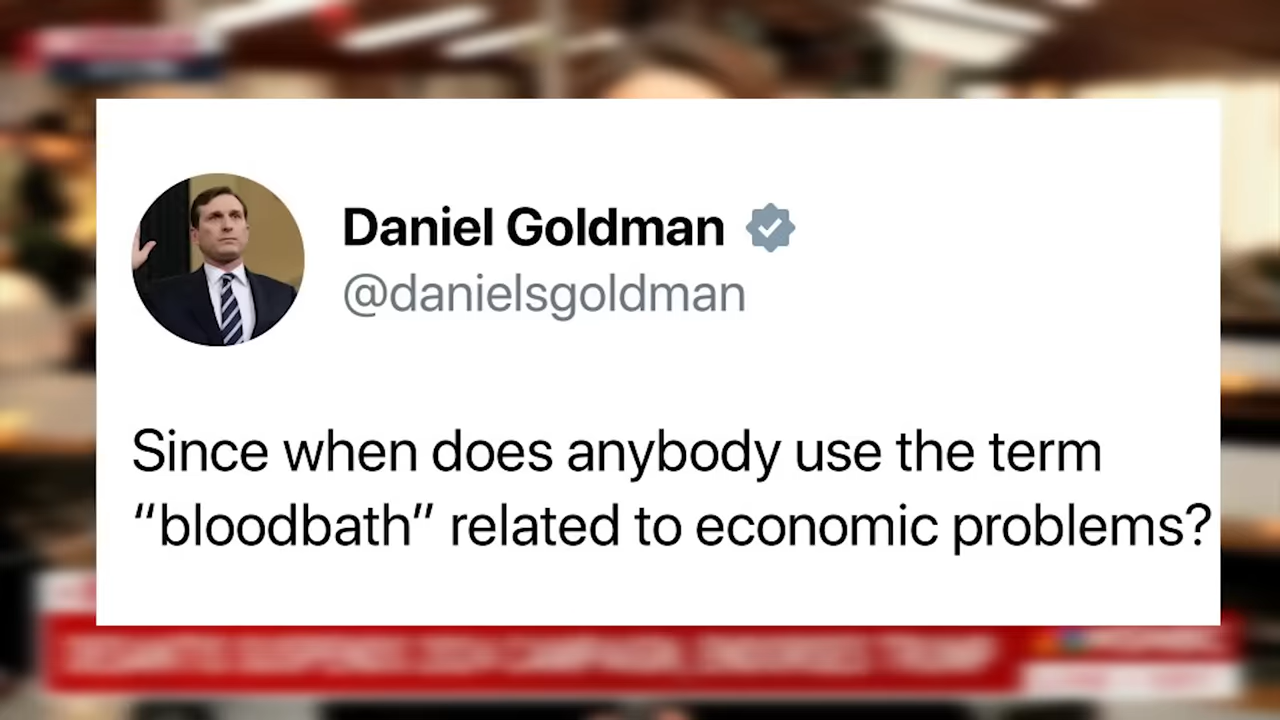 Daniel Goldman
@danielsgoldman
Since when does anybody use the term
“bloodbath” related to economic problems?